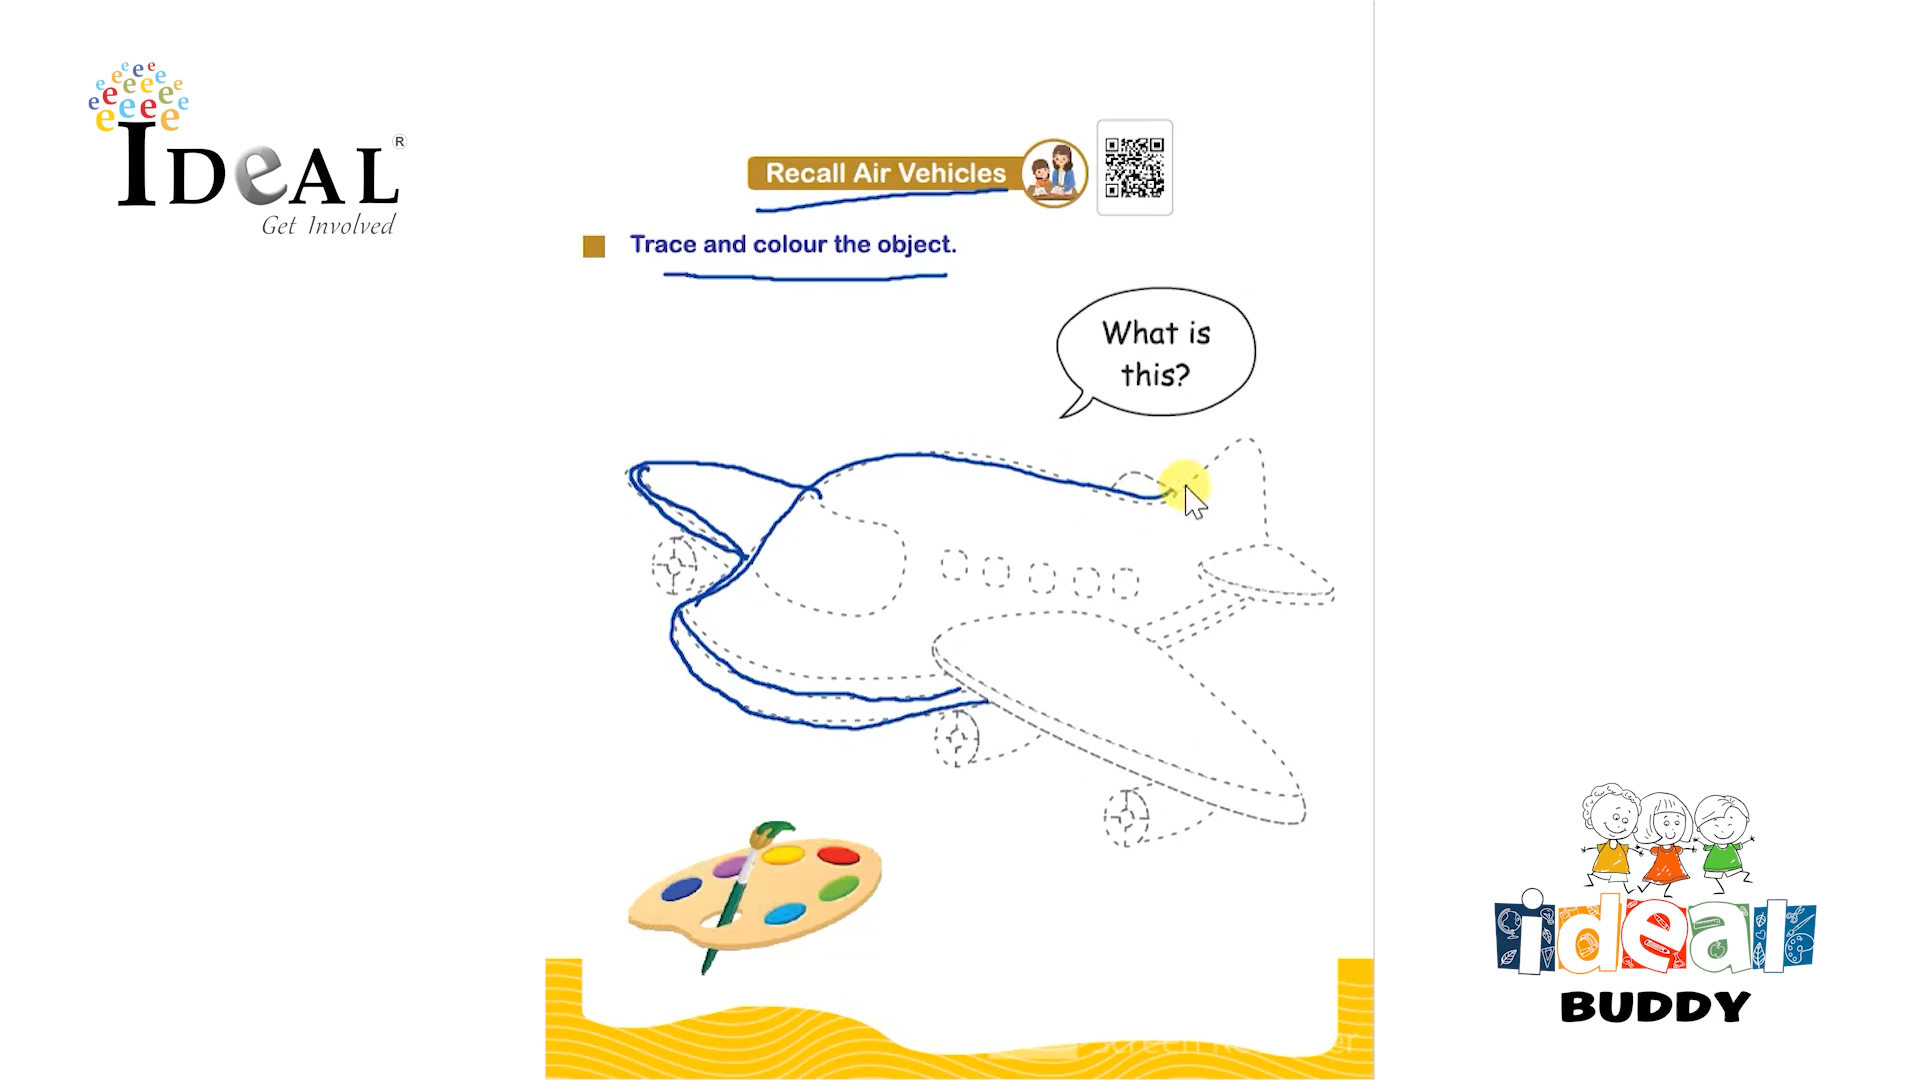 IDeAL®
Get Involved
Recall Air Vehicles
Trace and colour the object.
What is
this?
ideal
BUDDY